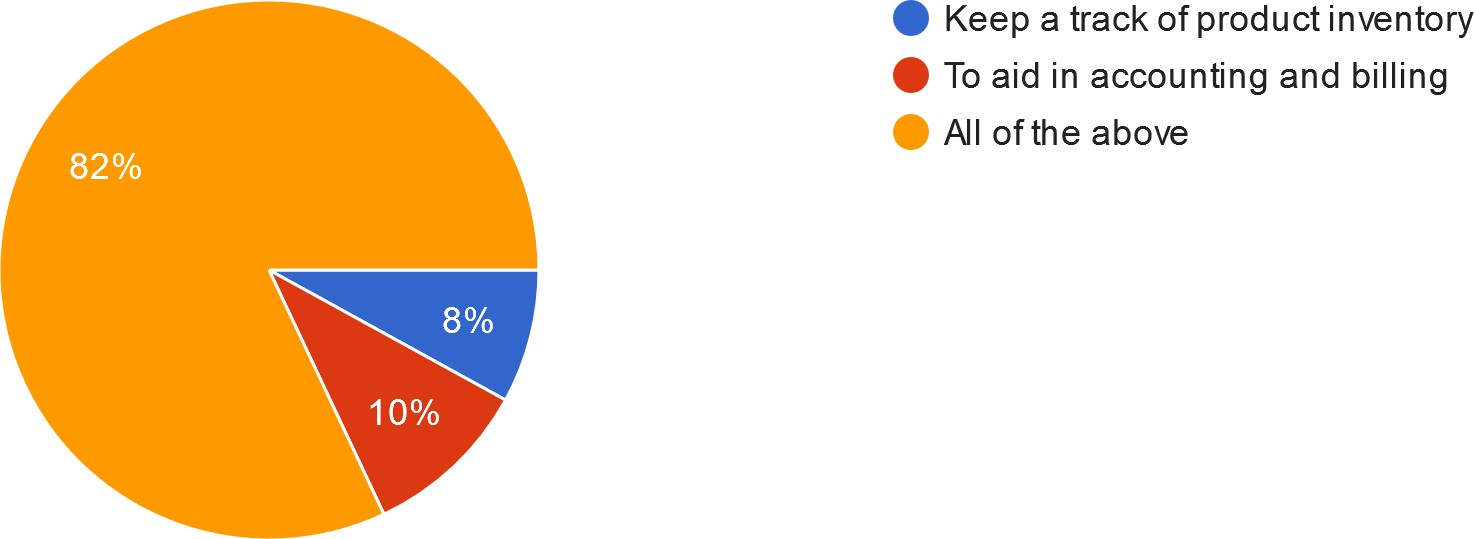 Keep a track of product inventory
To aid in accounting and billing
All of the above
82%
8%
10%